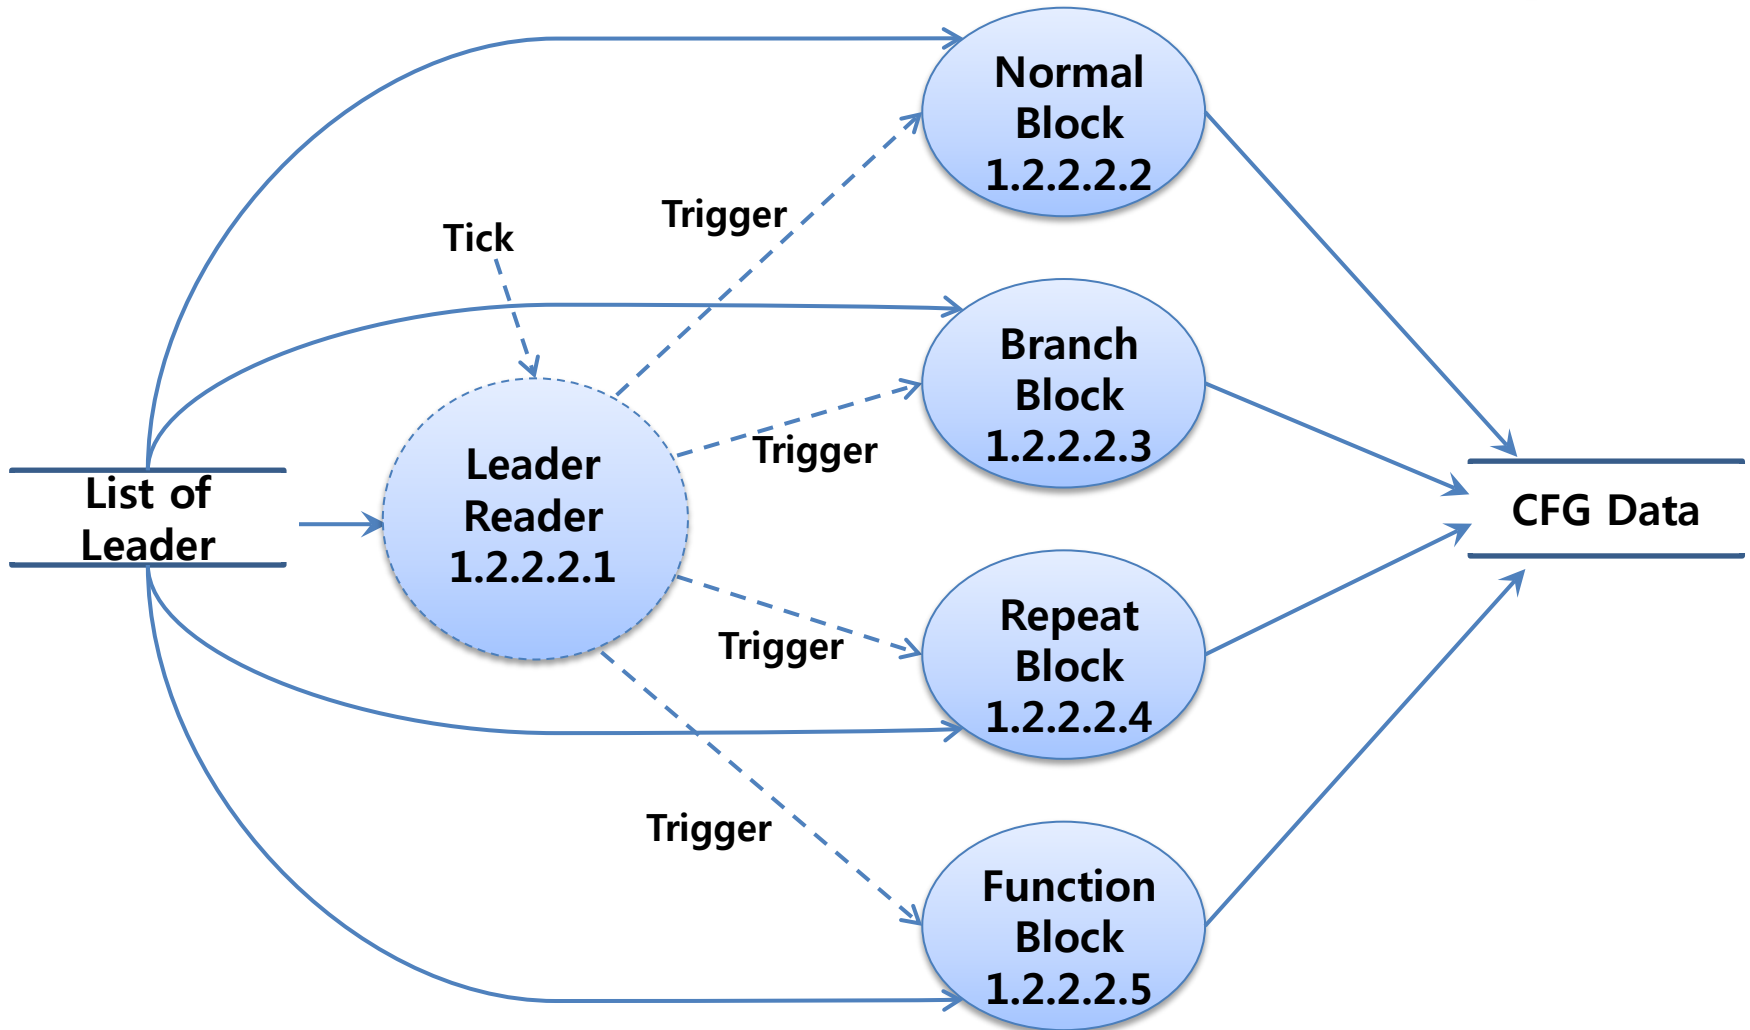 Normal
Block
1.2.2.2.2
Trigger
Tick
Branch
Block
1.2.2.2.3
Trigger
List of
Leader
Leader
Reader
1.2.2.2.1
CFG Data
Repeat
Block
1.2.2.2.4
Trigger
Trigger
Function
Block
1.2.2.2.5